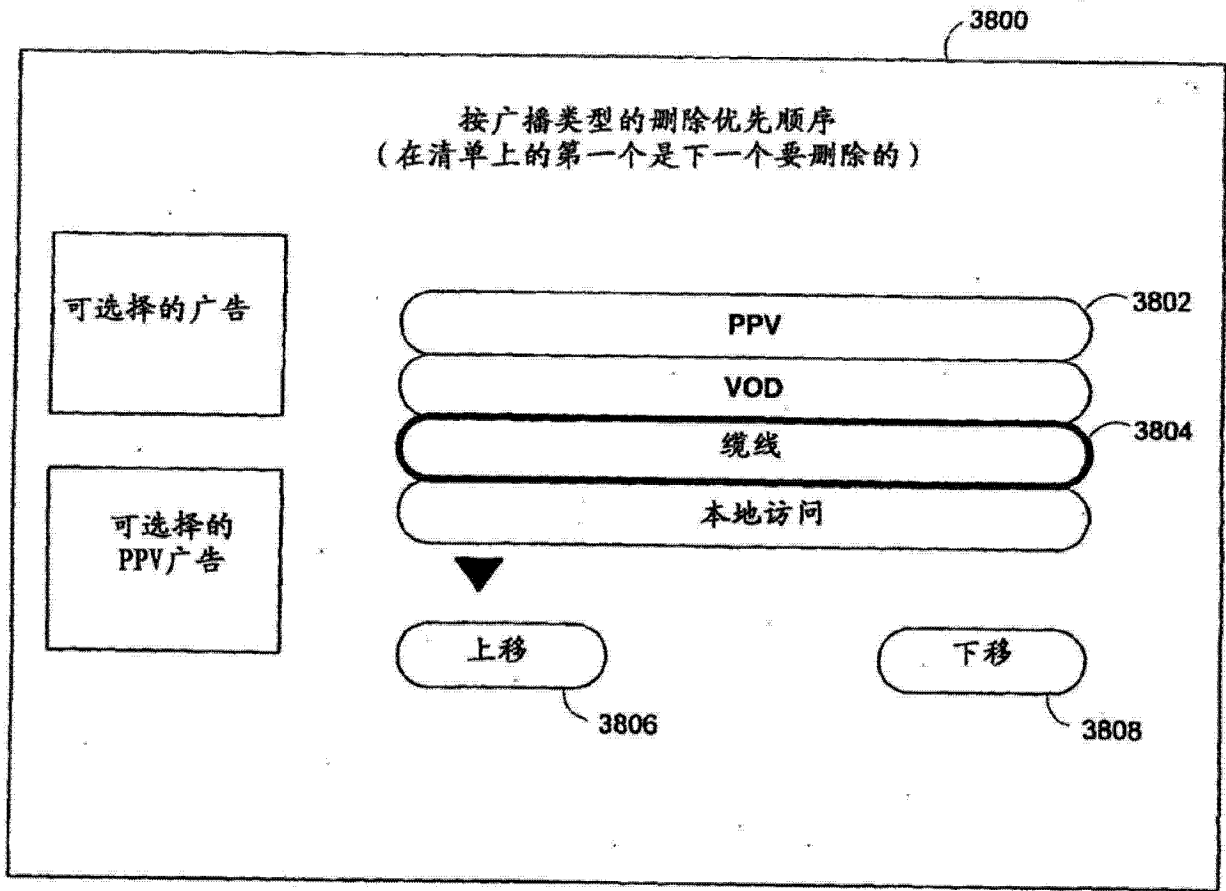 3800
按广播类型的删除优先顺序
（在清单上的第一个是下一个要删除的）
可选择的广告
可选择的
PPV广告
PPV
3802
VOD
缆线
3804
本地访问
上移
下移
3806
3808